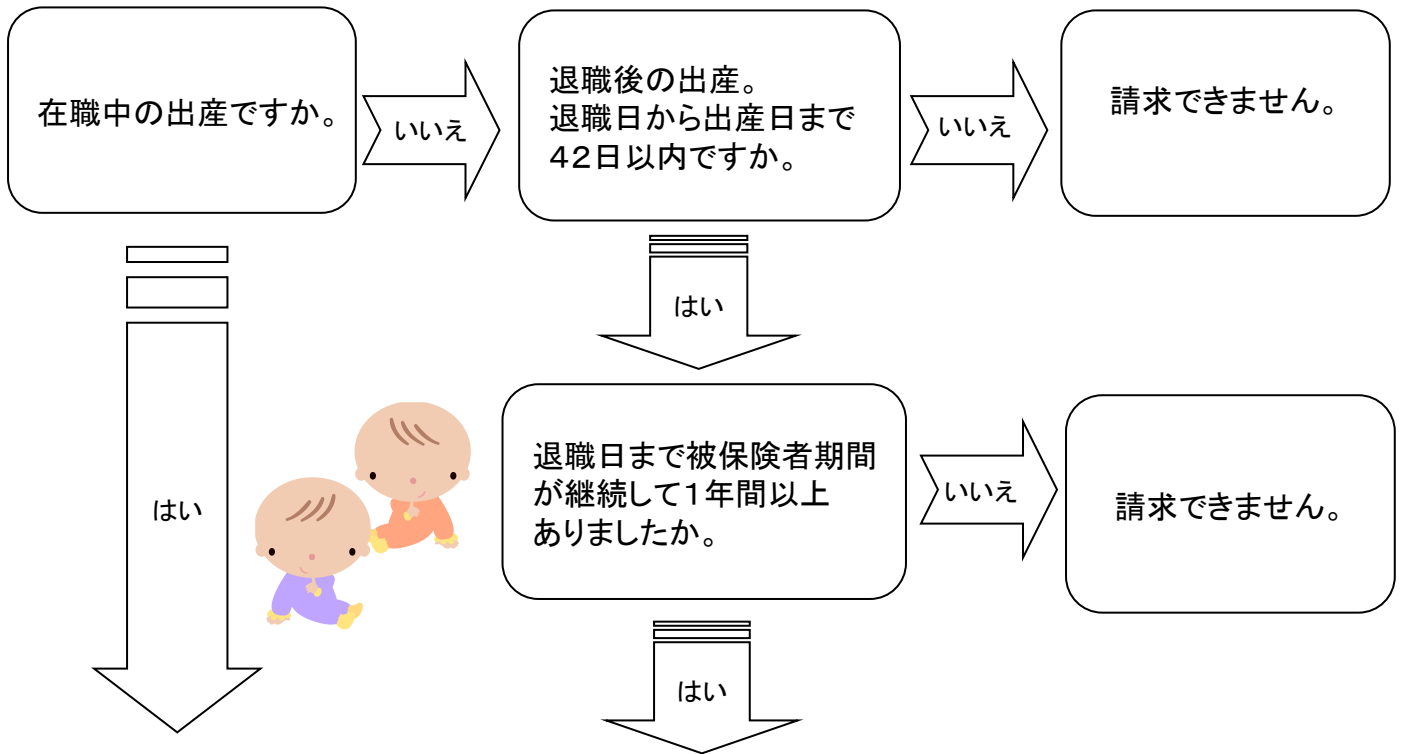 在職中の出産ですか。
いいえ
退職後の出産。
退職日から出産日まで
４２日以内ですか。
いいえ
請求できません。
はい
はい
退職日まで被保険者期間
が継続して１年間以上
ありましたか。
いいえ
請求できません。
はい